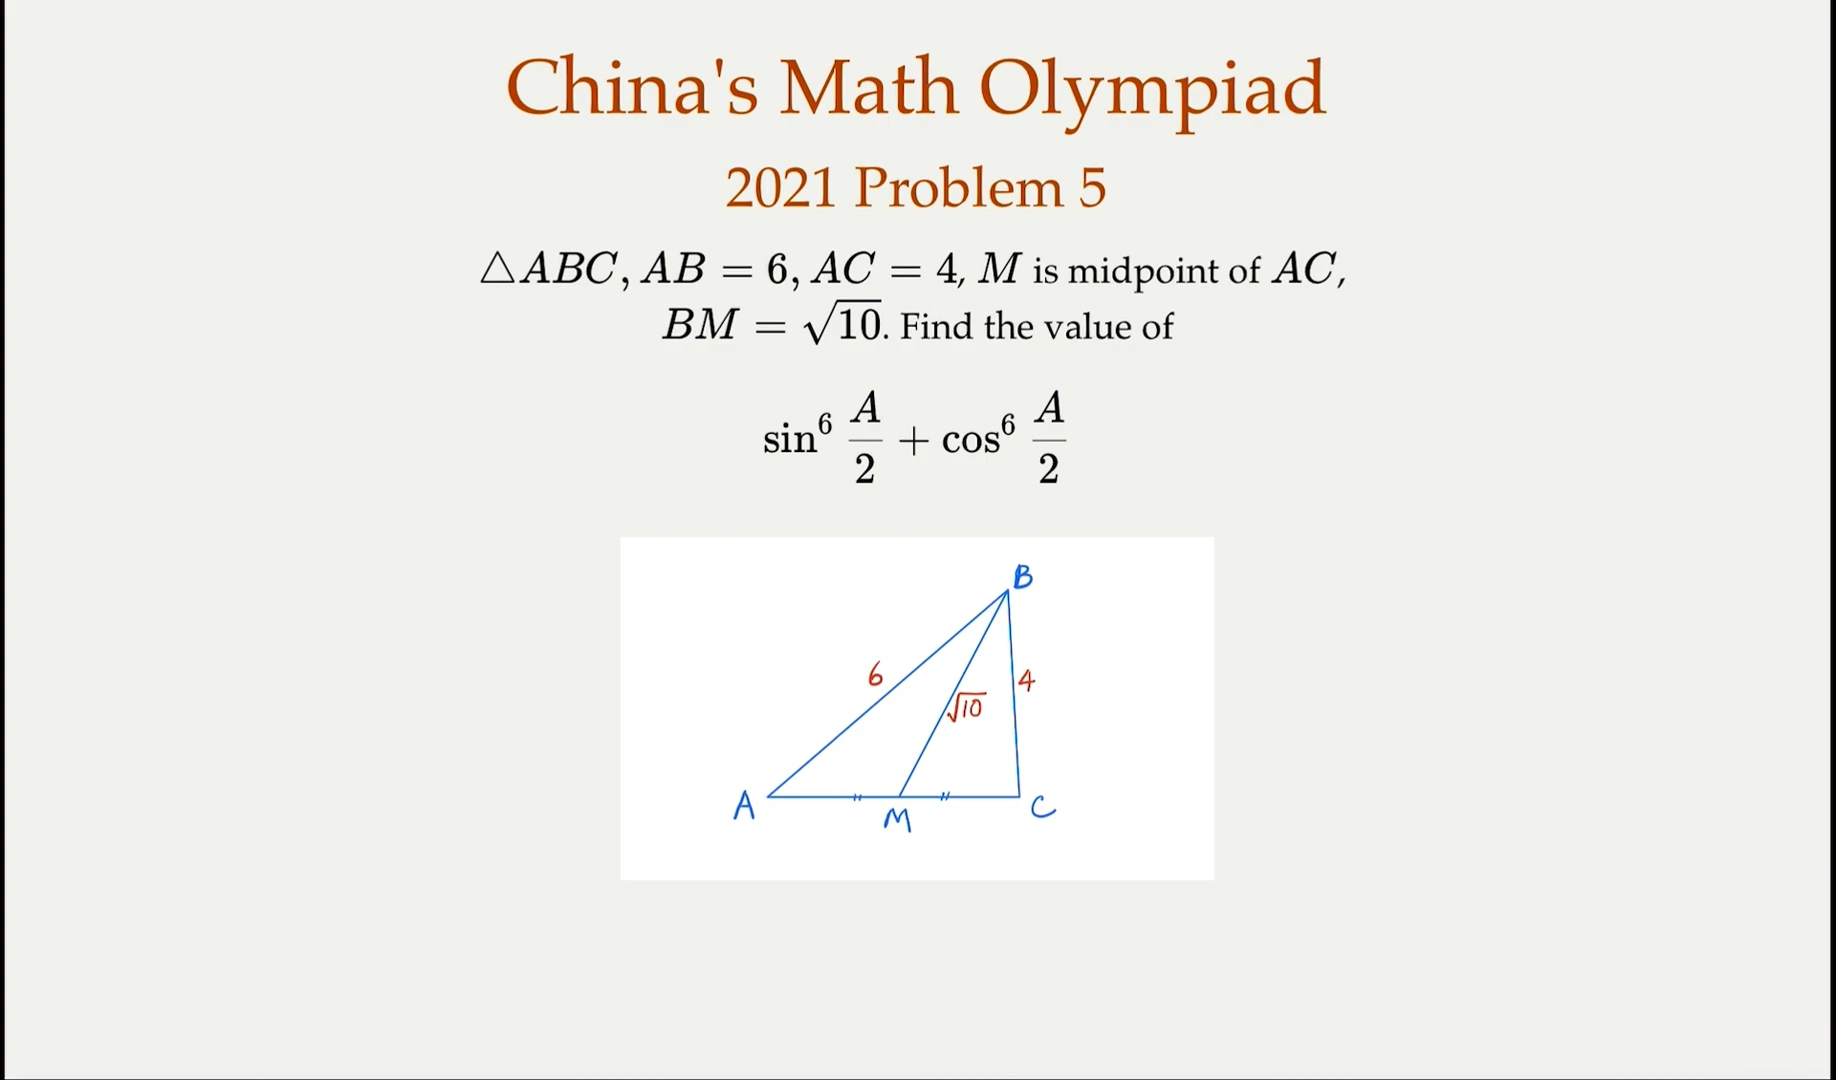 China's Math Olympiad
2021 Problem 5
△ABC, AB = 6, AC = 4, M is midpoint of AC,
BM = √10. Find the value of
sin⁶ A/2 + cos⁶ A/2
B
6
4
√10
A
M
C